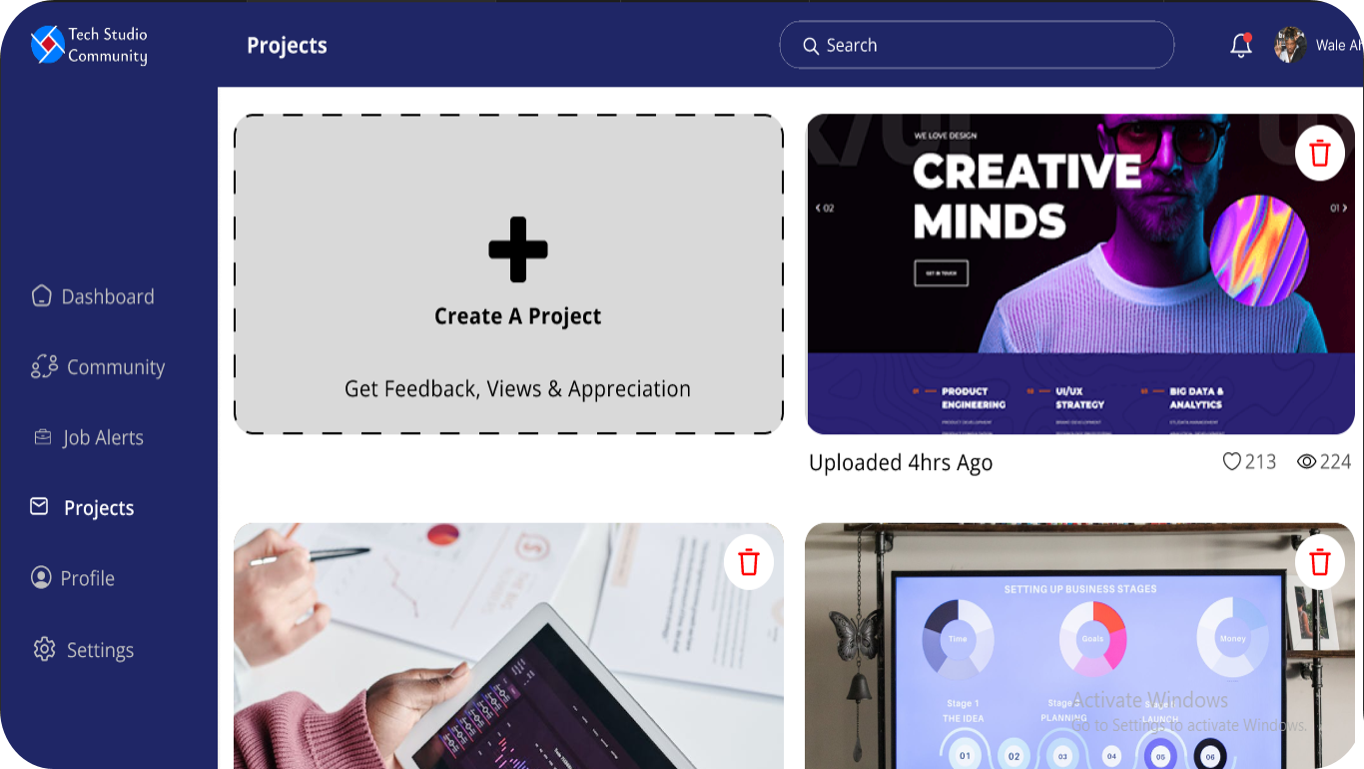 Tech Studio
Community
Projects
Search
Wale Ah
Dashboard
Community
Job Alerts
Projects
Profile
Settings
Create A Project
Get Feedback, Views & Appreciation
WE LOVE DESIGN
CREATIVE
MINDS
02
01
GET IN TOUCH
PRODUCT
ENGINEERING
UI/UX
STRATEGY
BIG DATA &
ANALYTICS
Uploaded 4hrs Ago
213
224
SETTING UP BUSINESS STAGES
Time
Goals
Money
Stage 1
THE IDEA
Stage
PLANNING
LAUNCH
01
02
03
04
05
06
Activate Windows
Go to Settings to activate Windows.